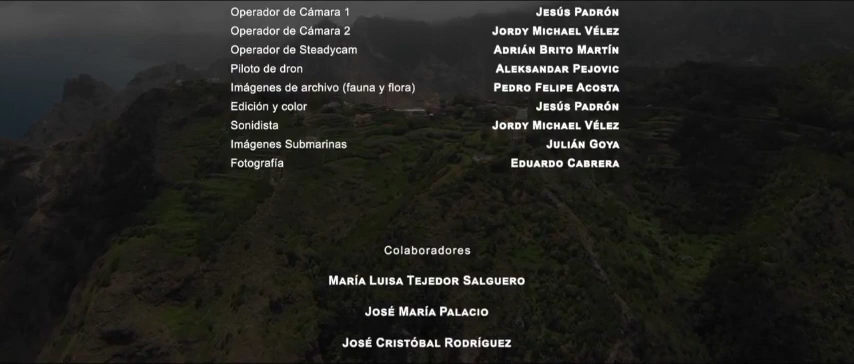 Operador de Cámara 1 Jesús Padrón
Operador de Cámara 2 Jordy Michael Vélez
Operador de Steadycam Adrián Brito Martín
Piloto de dron Aleksandar Pejovic
Imágenes de archivo (fauna y flora) Pedro Felipe Acosta
Edición y color Jesús Padrón
Sonidista Jordy Michael Vélez
Imágenes Submarinas Julián Goya
Fotografía Eduardo Cabrera
Colaboradores
María Luisa Tejedor Salguero
José María Palacio
José Cristóbal Rodríguez